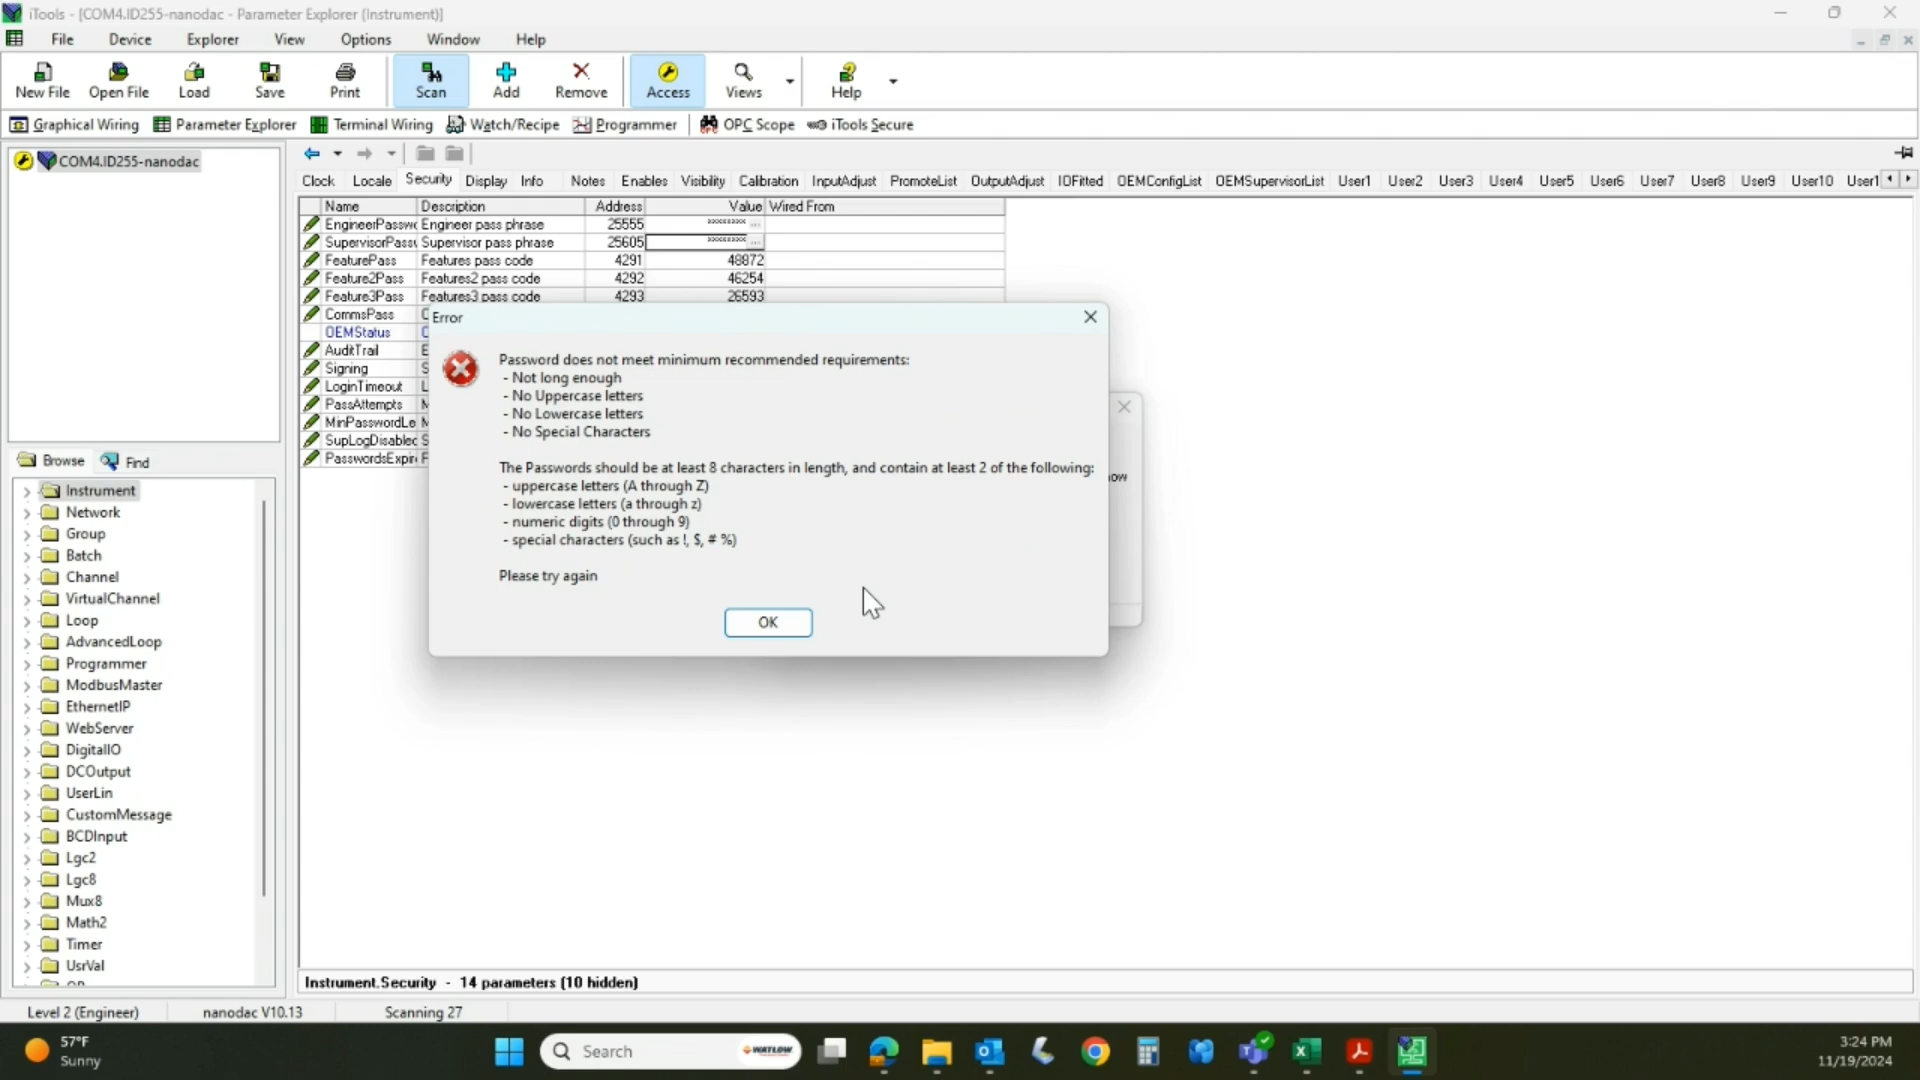 iTools - [COM4.ID255-nanodac - Parameter Explorer (Instrument)]
File Device Explorer View Options Window Help
New File Open File Load Save Print Scan Add Remove Access Views Help
Graphical Wiring Parameter Explorer Terminal Wiring Watch/Recipe Programmer OPC Scope iTools Secure
COM4.ID255-nanodac
Clock Locale Security Display Info Notes Enables Visibility Calibration InputAdjust PromoteList OutputAdjust IOFitted OEMConfigList OEMSupervisorList User1 User2 User3 User4 User5 User6 User7 User8 User9 User10 User1
Name Description Address Value Wired From
EngineerPassw Engineer pass phrase 25555 ...
SupervisorPass Supervisor pass phrase 25605 ...
FeaturePass Features pass code 4291 48872
Feature2Pass Features2 pass code 4292 46254
Feature3Pass Features3 pass code 4293 26593
CommsPass
OEMStatus
AuditTrail E
Signing S
LoginTimeout L
PassAttempts M
MinPasswordLe M
SupLogDisabled S
PasswordsExpir
Error
Password does not meet minimum recommended requirements:
- Not long enough
- No Uppercase letters
- No Lowercase letters
- No Special Characters
The Passwords should be at least 8 characters in length, and contain at least 2 of the following:
- uppercase letters (A through Z)
- lowercase letters (a through z)
- numeric digits (0 through 9)
- special characters (such as !, $, # %)
Please try again
OK
ow
Browse Find
Instrument
Network
Group
Batch
Channel
VirtualChannel
Loop
AdvancedLoop
Programmer
ModbusMaster
EthernetIP
WebServer
DigitalIO
DCOutput
UserLin
CustomMessage
BCDInput
Lgc2
Lgc8
Mux8
Math2
Timer
UsrVal
Instrument.Security - 14 parameters (10 hidden)
Level 2 (Engineer) nanodac V10.13 Scanning 27
57°F
Sunny
Search
WATLOW
3:24 PM
11/19/2024